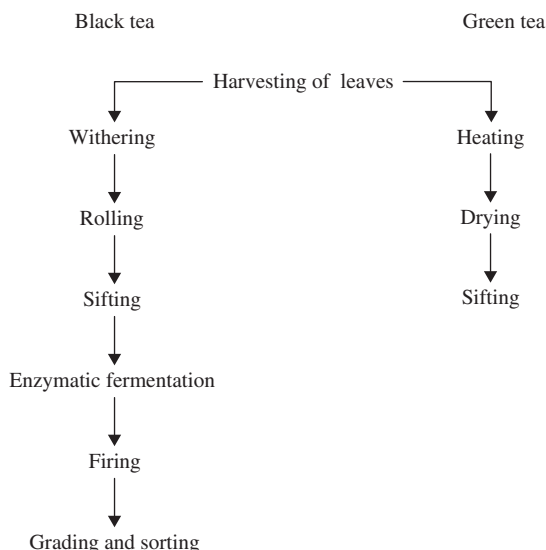 Black tea
Green tea
Harvesting of leaves
Withering
Heating
Rolling
Drying
Sifting
Sifting
Enzymatic fermentation
Firing
Grading and sorting